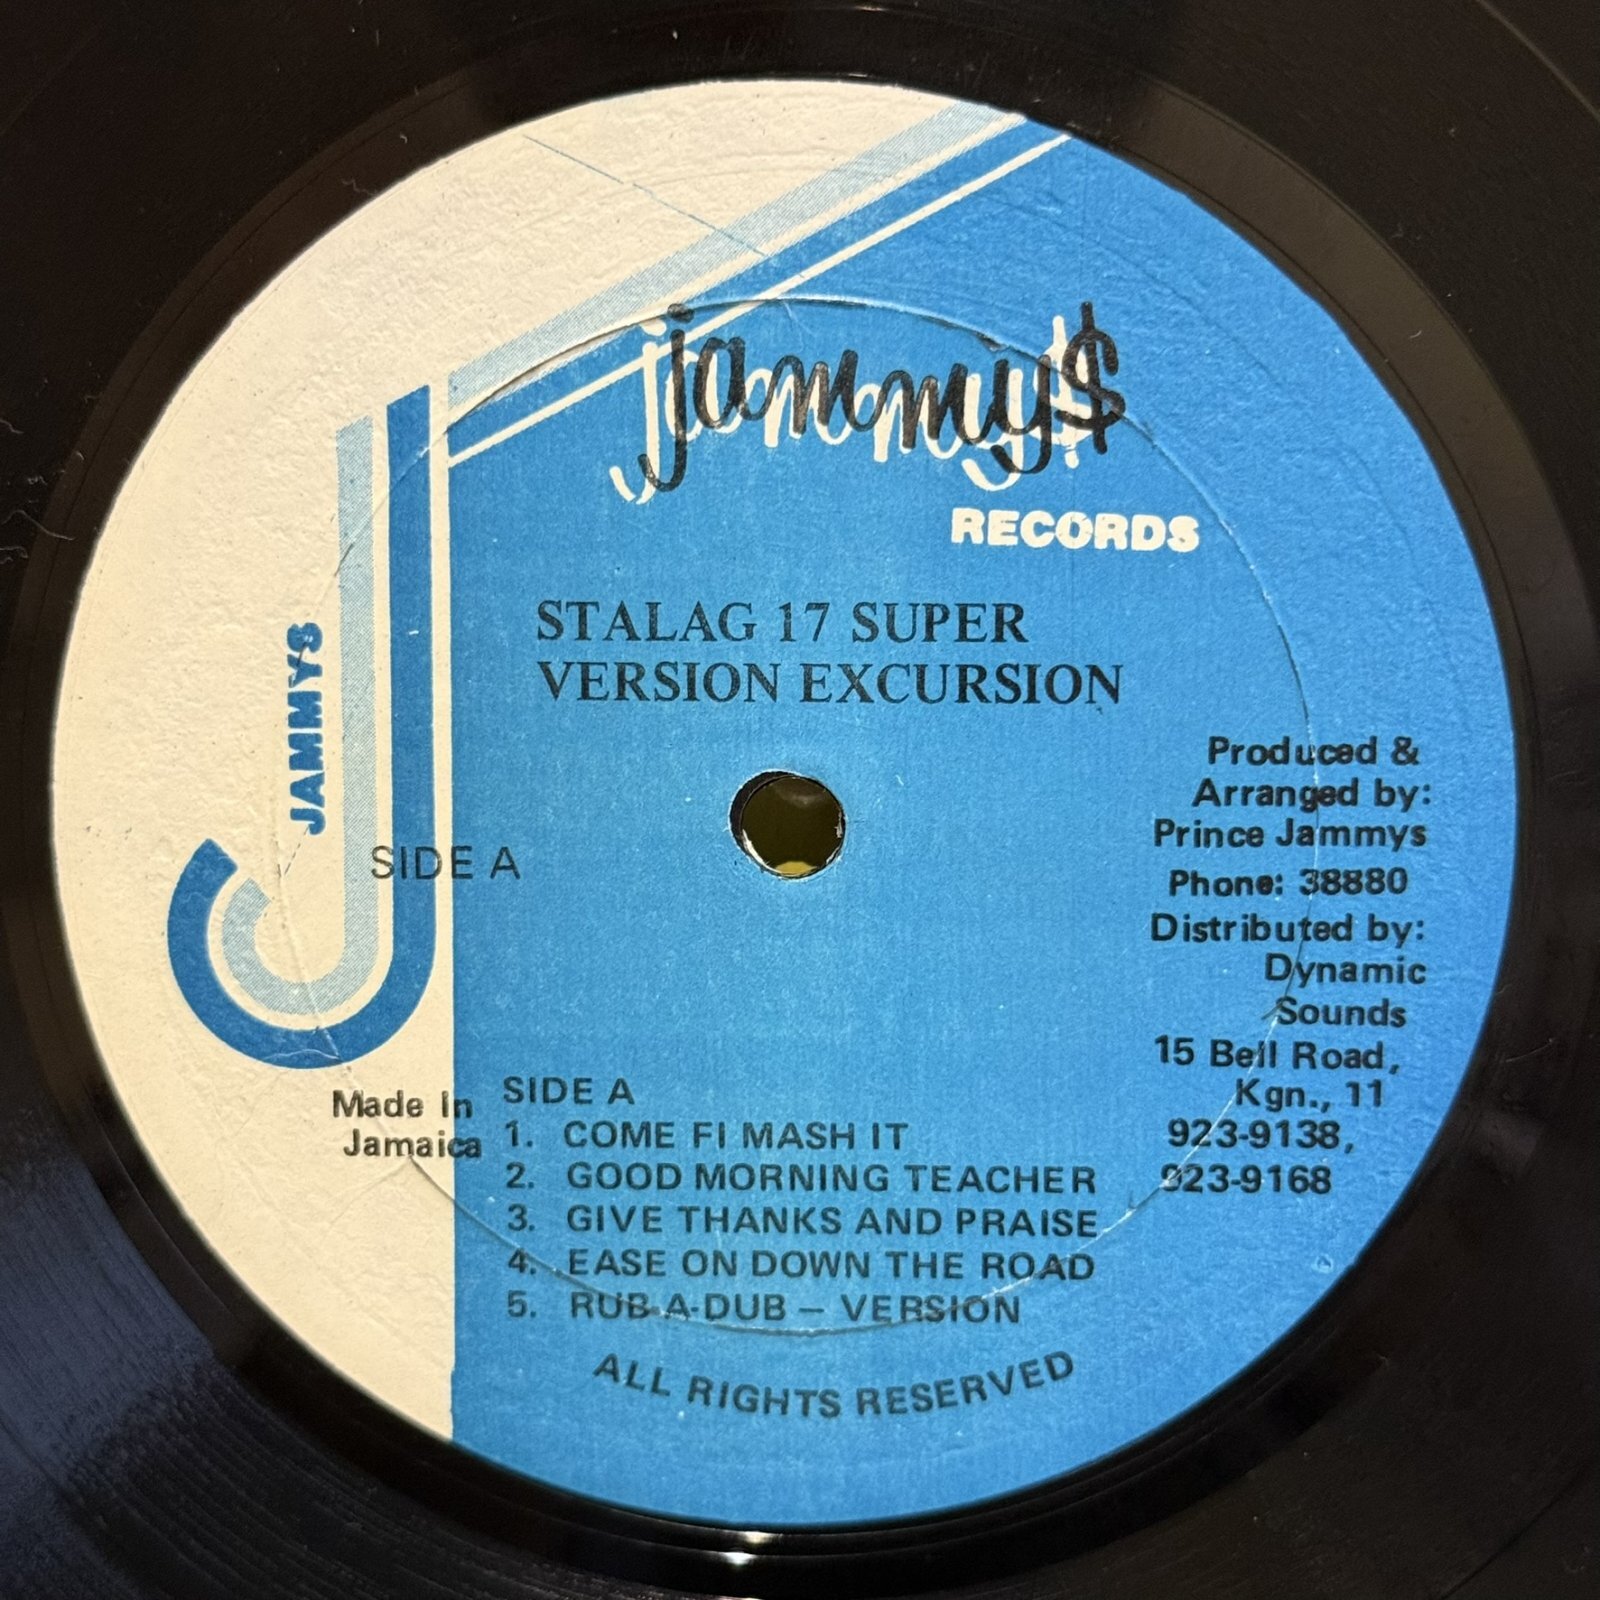 jammy$
RECORDS
STALAG 17 SUPER
VERSION EXCURSION
JAMMYS
SIDE A
Produced &
Arranged by:
Prince Jammys
Phone: 38880
Distributed by:
Dynamic
Sounds
15 Bell Road,
Kgn., 11
923-9138,
923-9168
Made In
Jamaica
SIDE A
1. COME FI MASH IT
2. GOOD MORNING TEACHER
3. GIVE THANKS AND PRAISE
4. EASE ON DOWN THE ROAD
5. RUB-A-DUB — VERSION
ALL RIGHTS RESERVED